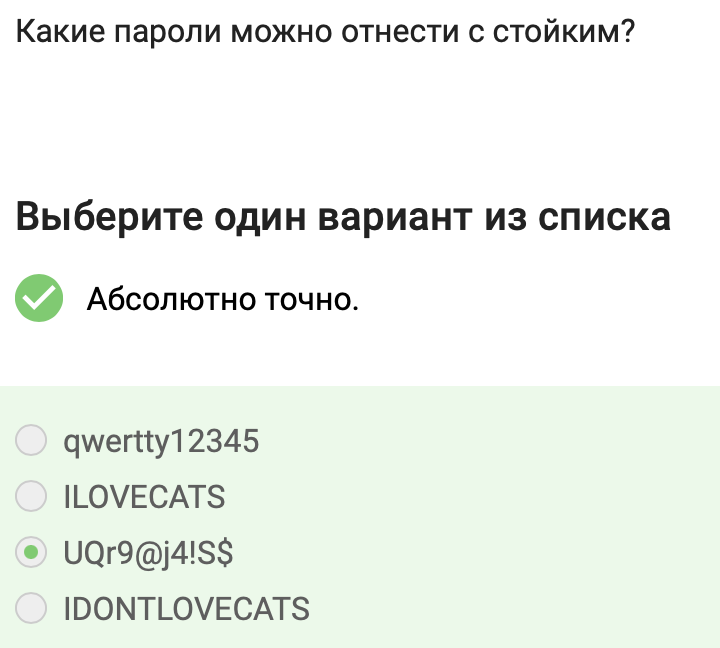 Какие пароли можно отнести с стойким?
Выберите один вариант из списка
Абсолютно точно.
qwertty12345
ILOVECATS
UQr9@j4!S$
IDONTLOVECATS